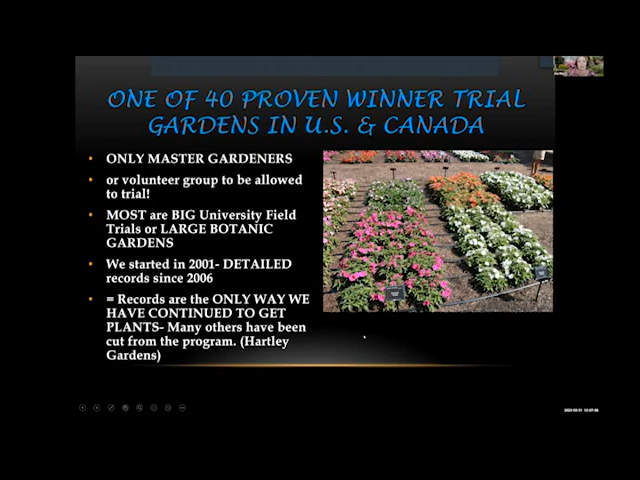 ONE OF 40 PROVEN WINNER TRIAL
GARDENS IN U.S. & CANADA
• ONLY MASTER GARDENERS
• or volunteer group to be allowed
to trial!
• MOST are BIG University Field
Trials or LARGE BOTANIC
GARDENS
• We started in 2001- DETAILED
records since 2006
• = Records are the ONLY WAY WE
HAVE CONTINUED TO GET
PLANTS- Many others have been
cut from the program. (Hartley
Gardens)